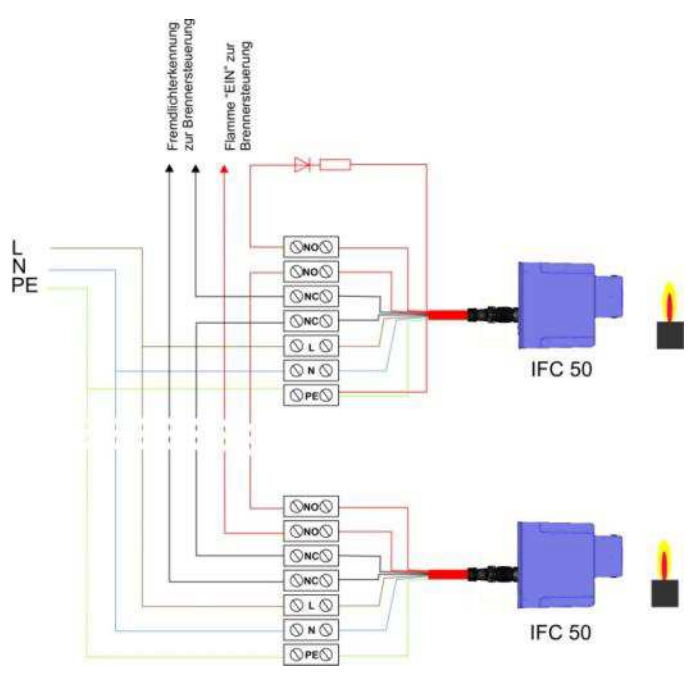 Fremdlichterkennung
zur Brennersteuerung
Flamme "EIN" zur
Brennersteuerung
L
N
PE
NO
NO
NC
NC
L
N
PE
IFC 50
NO
NO
NC
NC
L
N
PE
IFC 50